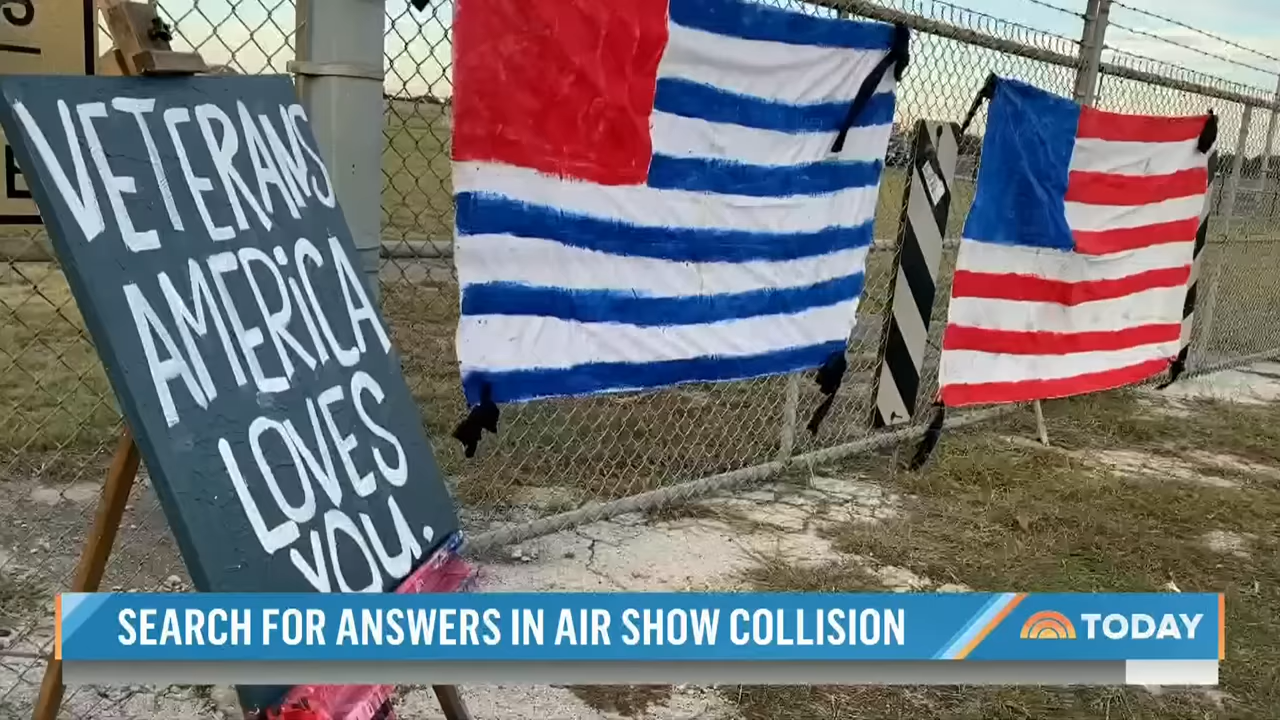 VETERANS
AMERiCA
LOVES
YOU.
SEARCH FOR ANSWERS IN AIR SHOW COLLISION
TODAY